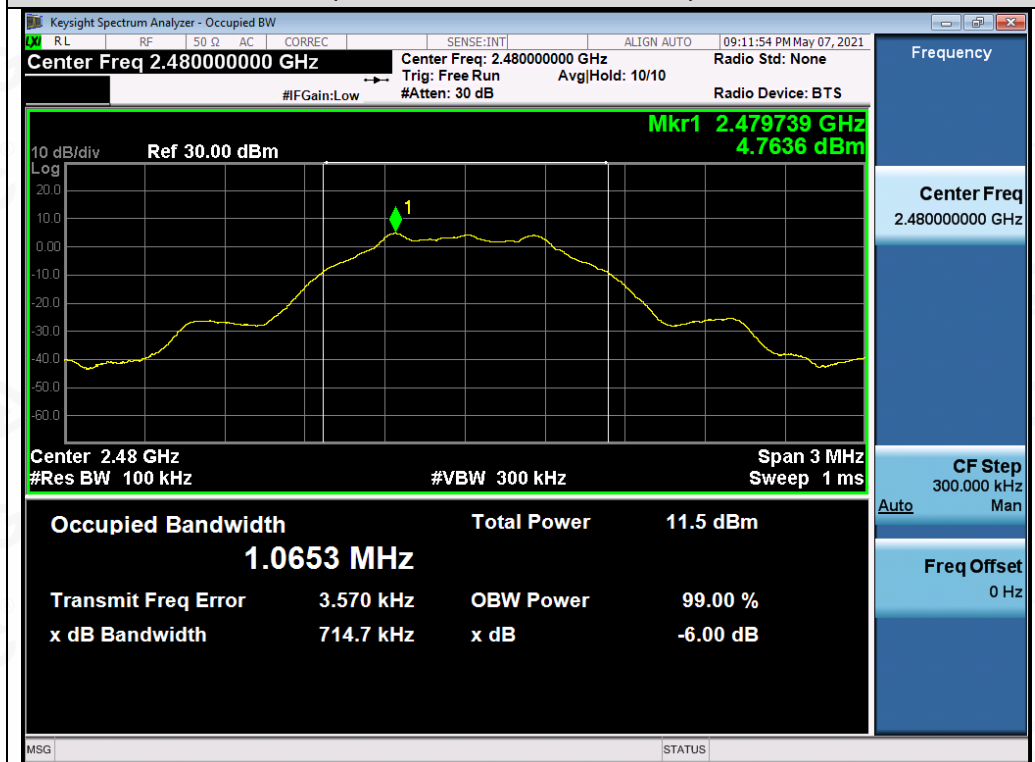 Keysight Spectrum Analyzer - Occupied BW
LXI RL RF 50 Ω AC CORREC SENSE:INT ALIGN AUTO 09:11:54 PM May 07, 2021
Center Freq 2.480000000 GHz Center Freq: 2.480000000 GHz Radio Std: None
Trig: Free Run Avg|Hold: 10/10
#IFGain:Low #Atten: 30 dB Radio Device: BTS
Frequency
Mkr1 2.479739 GHz
4.7636 dBm
10 dB/div Ref 30.00 dBm
Log
20.0
10.0
0.00
-10.0
-20.0
-30.0
-40.0
-50.0
-60.0
1
Center 2.48 GHz Span 3 MHz
#Res BW 100 kHz #VBW 300 kHz Sweep 1 ms
Occupied Bandwidth Total Power 11.5 dBm
1.0653 MHz
Transmit Freq Error 3.570 kHz OBW Power 99.00 %
x dB Bandwidth 714.7 kHz x dB -6.00 dB
Center Freq
2.480000000 GHz
CF Step
300.000 kHz
Auto Man
Freq Offset
0 Hz
MSG STATUS